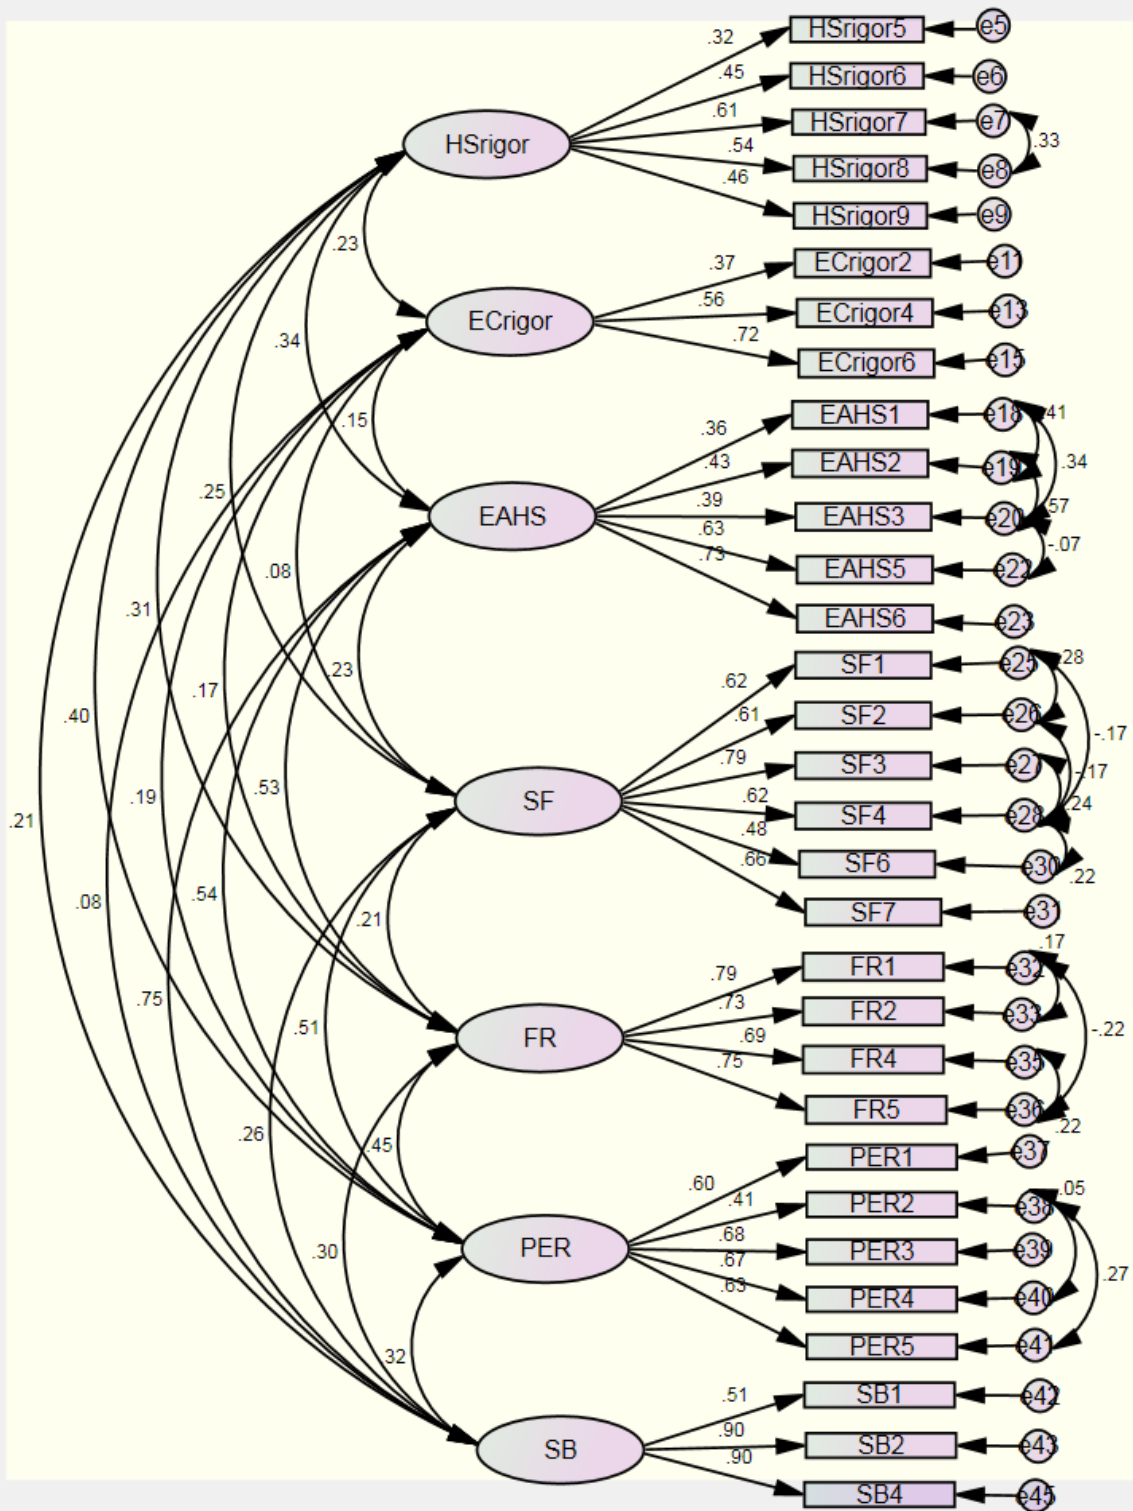 HSrigor5 e5
.32
.45
HSrigor6 e6
.61
HSrigor7 e7
.54
.33
HSrigor
HSrigor8 e8
.46
HSrigor9 e9
.23
ECrigor2 e11
.37
.56
ECrigor4 e13
ECrigor
.72
.34
ECrigor6 e15
EAHS1 e18 .41
.15
.36
.43
EAHS2 e19 .34
.25
.39
EAHS
EAHS3 e20 .57
.63
-.07
.73
EAHS5 e22
.08
.31
EAHS6 e23
SF1 e25 .28
.23
.62
.17
.61
SF2 e26
.40
-.17
.79
SF3 e27 -.17
.53
.19
.62
SF
SF4 e28 .24
.21
.48
.66
SF6 e30 .22
.54
.08
SF7 e31
.21
.17
FR1 e32
.79
.75
.73
FR2 e33
.51
-.22
.69
FR
FR4 e35
.75
FR5 e36 .22
.26
.45
PER1 e37
.60
.05
.41
PER2 e38
.68
.30
PER
PER3 e39
.67
.27
.63
PER4 e40
PER5 e41
.32
.51
SB1 e42
.90
SB
SB2 e43
.90
SB4 e45